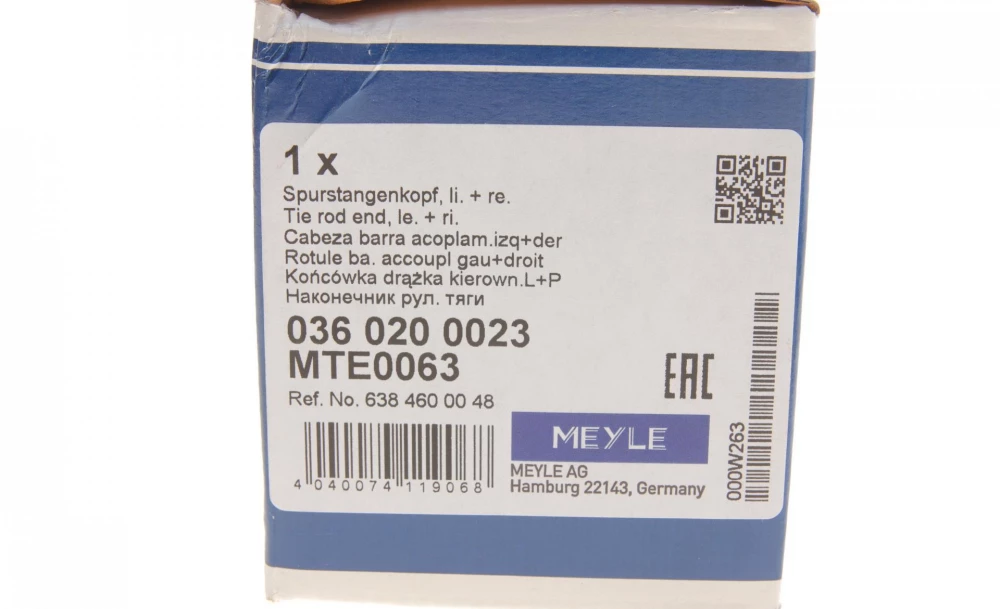 1 x
Spurstangenkopf, li. + re.
Tie rod end, le. + ri.
Cabeza barra acoplam.izq+der
Rotule ba. accoupl gau+droit
Końcówka drążka kierown.L+P
Наконечник рул. тяги
036 020 0023
MTE0063
Ref. No. 638 460 00 48
EAC
4 040074 119068
MEYLE
MEYLE AG
Hamburg 22143, Germany
000W263